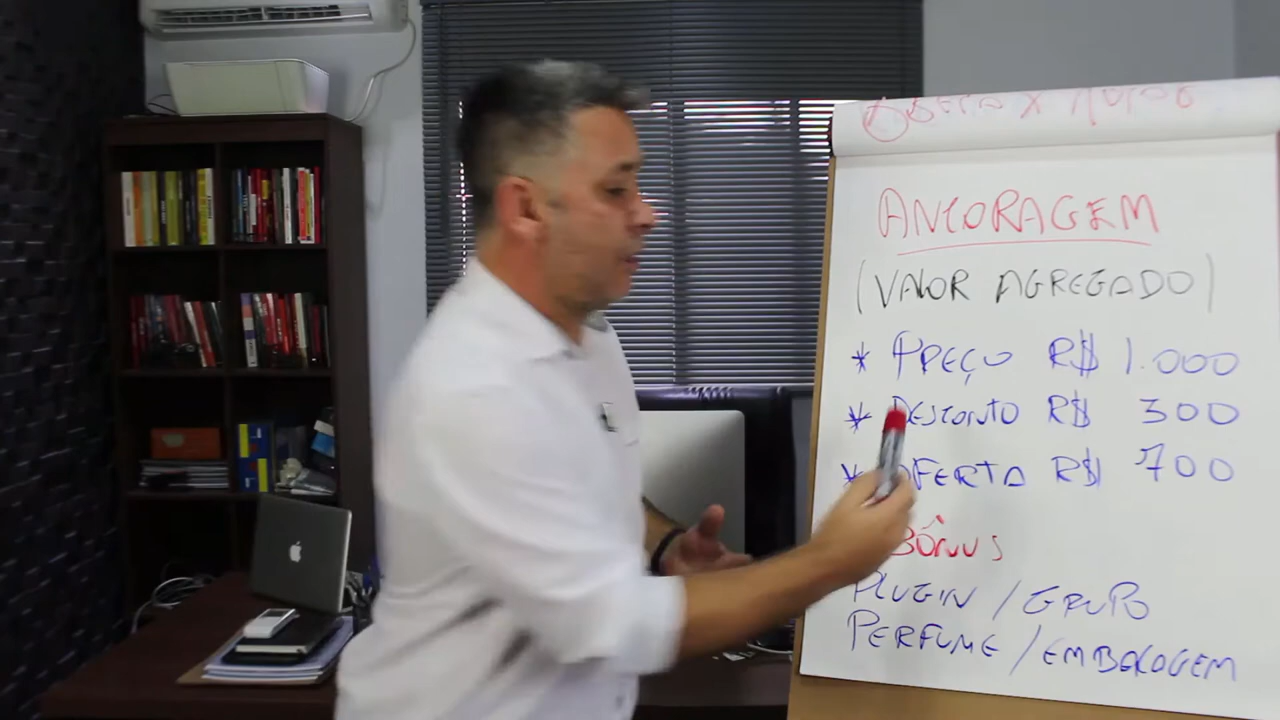 ANCORAGEM
(VALOR AGREGADO)
* PREÇO R$ 1.000
* DESCONTO R$ 300
* OFERTA R$ 700
BÔNUS
PLUGIN / GRUPO
PERFUME / EMBALAGEM